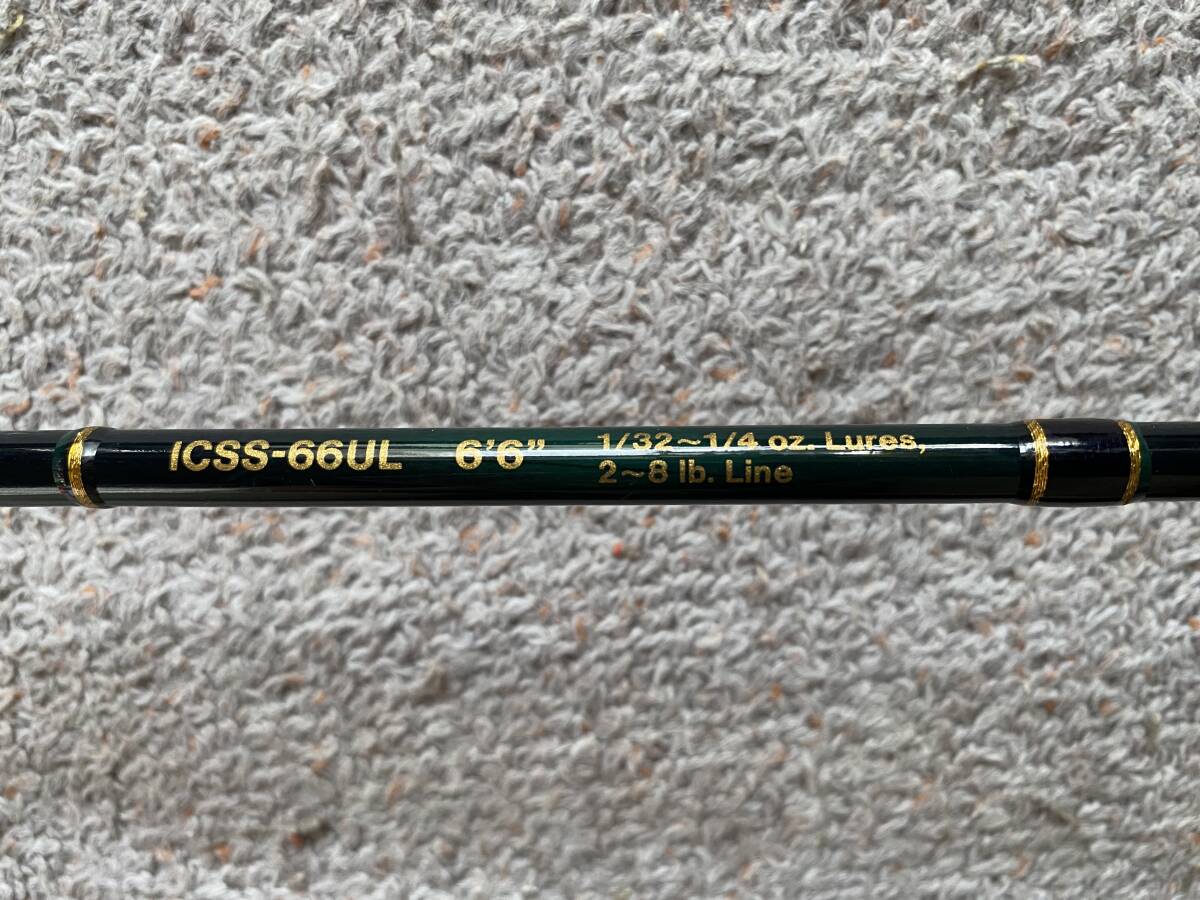 ICSS-66UL 6’6” 1/32~1/4 oz. Lures,
2~8 lb. Line